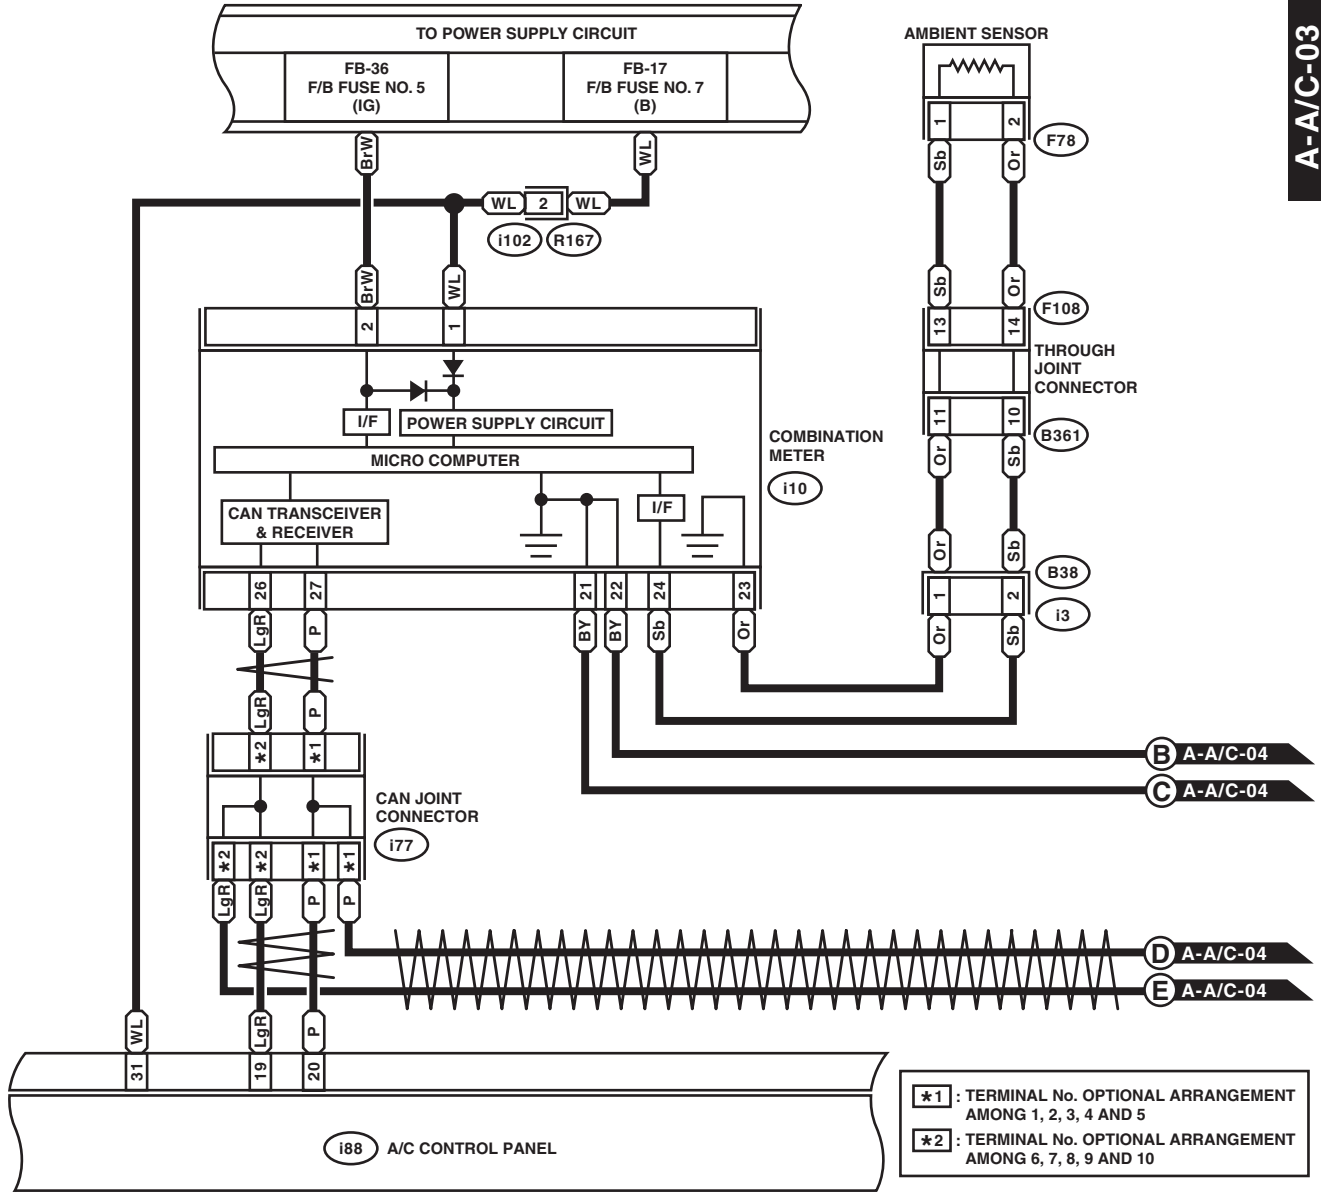 A-A/C-03
TO POWER SUPPLY CIRCUIT
AMBIENT SENSOR
FB-36
F/B FUSE NO. 5
(IG)
FB-17
F/B FUSE NO. 7
(B)
1
2
F78
BrW
WL
Sb
Or
WL
2
WL
i102
R167
BrW
WL
Sb
Or
F108
2
1
13
14
THROUGH
JOINT
CONNECTOR
I/F
POWER SUPPLY CIRCUIT
11
10
B361
MICRO COMPUTER
COMBINATION
METER
i10
Or
Sb
CAN TRANSCEIVER
& RECEIVER
I/F
Or
Sb
B38
26
27
21
22
24
23
1
2
i3
LgR
P
BY
BY
Sb
Or
Or
Sb
LgR
P
*2
*1
B
A-A/C-04
C
A-A/C-04
CAN JOINT
CONNECTOR
i77
*2
*2
*1
*1
LgR
LgR
P
P
D
A-A/C-04
E
A-A/C-04
WL
LgR
P
31
19
20
i88
A/C CONTROL PANEL
*1 : TERMINAL No. OPTIONAL ARRANGEMENT
AMONG 1, 2, 3, 4 AND 5
*2 : TERMINAL No. OPTIONAL ARRANGEMENT
AMONG 6, 7, 8, 9 AND 10